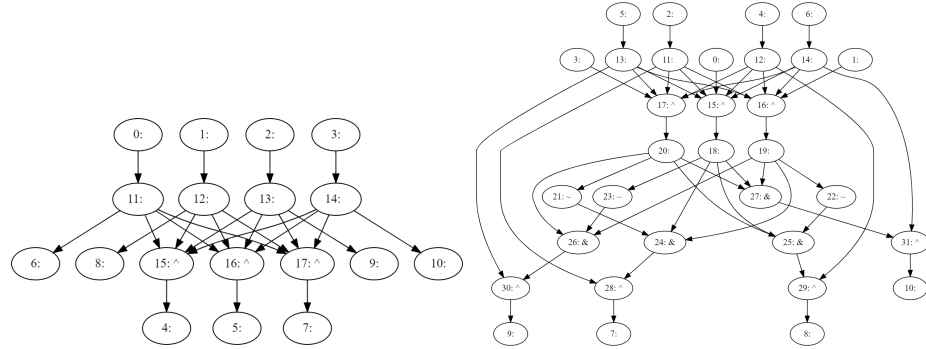 0: 1: 2: 3:
11: 12: 13: 14:
6: 8: 15: ^ 16: ^ 17: ^ 9: 10:
4: 5: 7:
5: 2: 4: 6:
3: 13: 11: 0: 12: 14: 1:
17: ^ 15: ^ 16: ^
20: 18: 19:
21: ~ 23: ~ 27: & 22: ~
26: & 24: & 25: & 31: ^
30: ^ 28: ^ 29: ^ 10:
9: 7: 8: